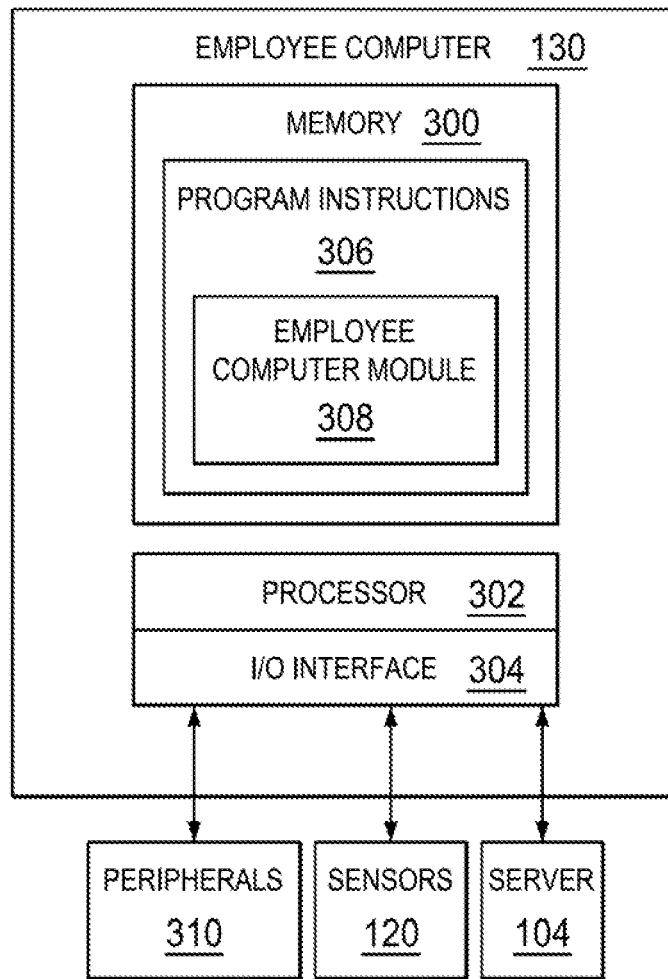 EMPLOYEE COMPUTER 130
MEMORY 300
PROGRAM INSTRUCTIONS
306
EMPLOYEE
COMPUTER MODULE
308
PROCESSOR 302
I/O INTERFACE 304
PERIPHERALS
310
SENSORS
120
SERVER
104